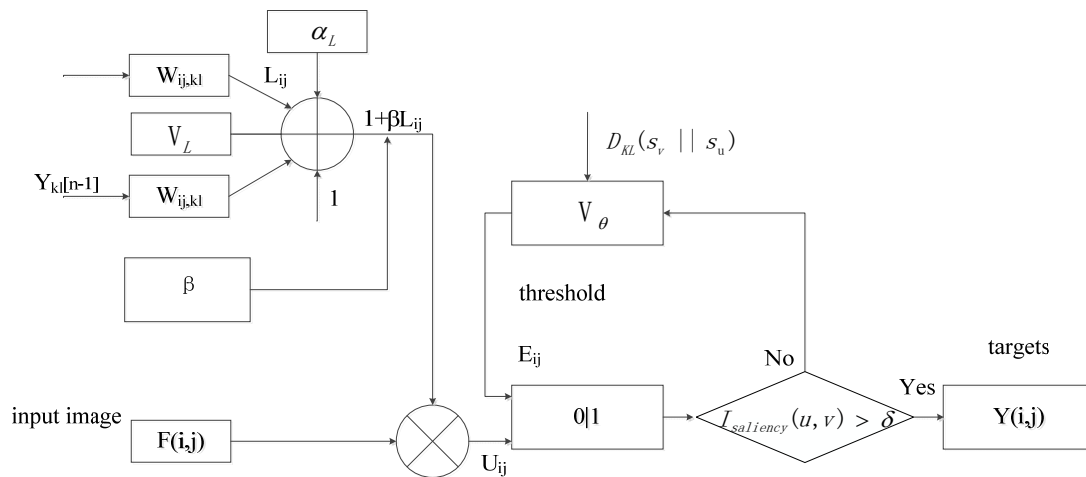 α_L
W_ij,kl
L_ij
V_L
1+βL_ij
Y_kl[n-1]
W_ij,kl
1
D_KL(s_v || s_u)
V_θ
β
threshold
E_ij
No
targets
Yes
input image
F(i,j)
0|1
I_saliency(u, v) > δ
Y(i,j)
U_ij